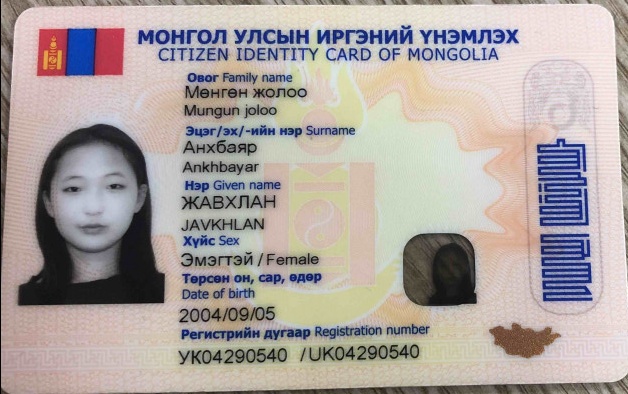 МОНГОЛ УЛСЫН ИРГЭНИЙ ҮНЭМЛЭХ
CITIZEN IDENTITY CARD OF MONGOLIA
Овог Family name
Мөнгөн жолоо
Mungun joloo
Эцэг/эх/-ийн нэр Surname
Анхбаяр
Ankhbayar
Нэр Given name
ЖАВХЛАН
JAVKHLAN
Хүйс Sex
Эмэгтэй / Female
Төрсөн он, сар, өдөр
Date of birth
2004/09/05
Регистрийн дугаар Registration number
УК04290540 /UK04290540